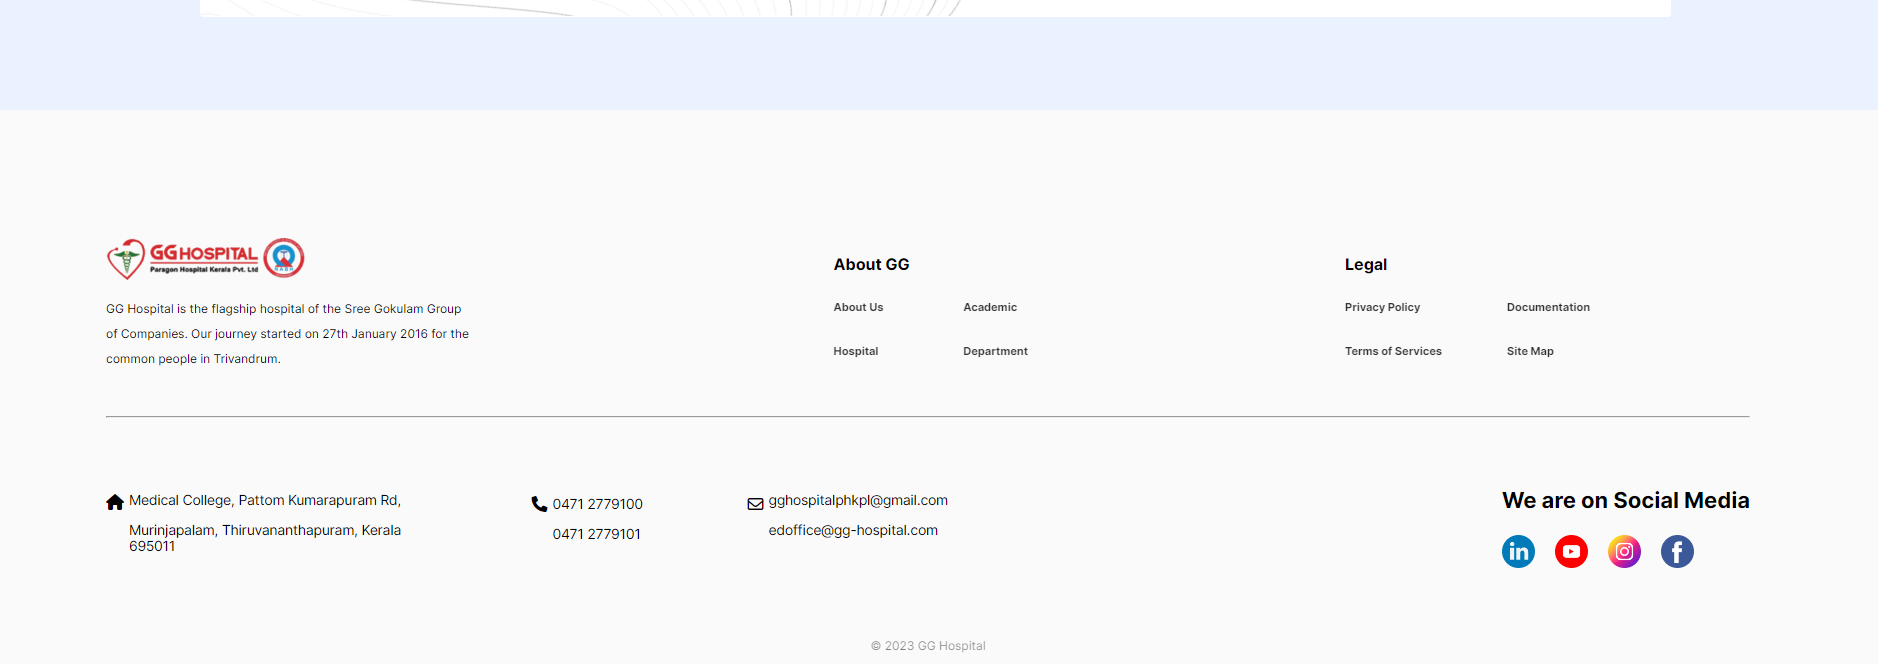 GG HOSPITAL
Paragon Hospital Kerala Pvt. Ltd
NABH
GG Hospital is the flagship hospital of the Sree Gokulam Group
of Companies. Our journey started on 27th January 2016 for the
common people in Trivandrum.
About GG
About Us Academic
Hospital Department
Legal
Privacy Policy Documentation
Terms of Services Site Map
Medical College, Pattom Kumarapuram Rd,
Murinjapalam, Thiruvananthapuram, Kerala
695011
0471 2779100
0471 2779101
gghospitalphkpl@gmail.com
edoffice@gg-hospital.com
We are on Social Media
© 2023 GG Hospital